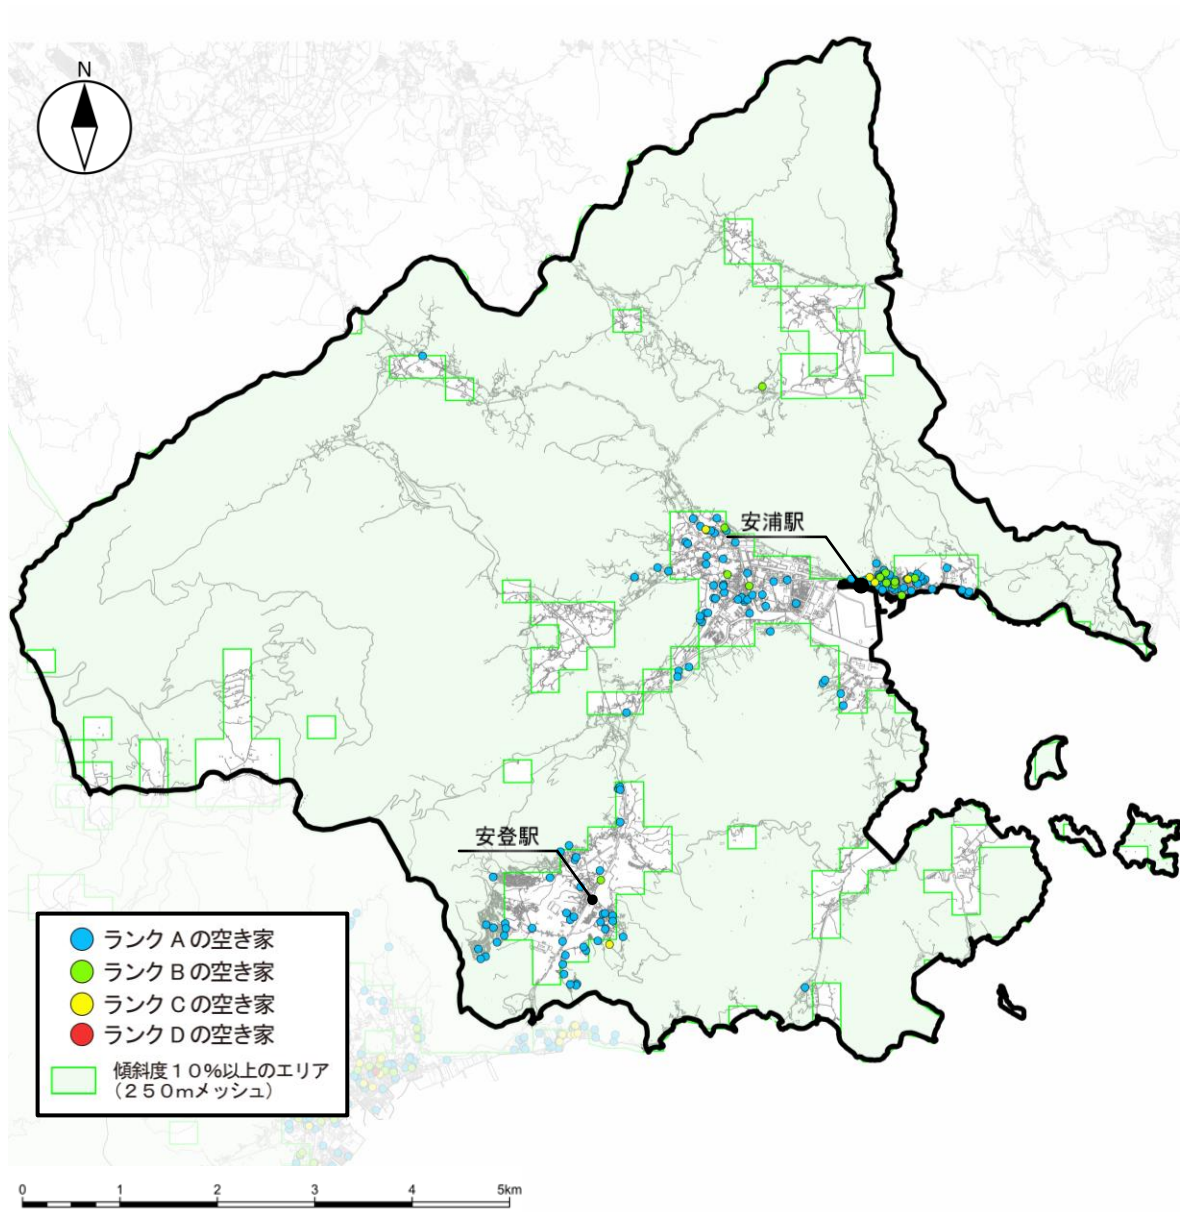 N
安浦駅
安登駅
ランクAの空き家
ランクBの空き家
ランクCの空き家
ランクDの空き家
傾斜度10%以上のエリア
(250mメッシュ)
0 1 2 3 4 5km